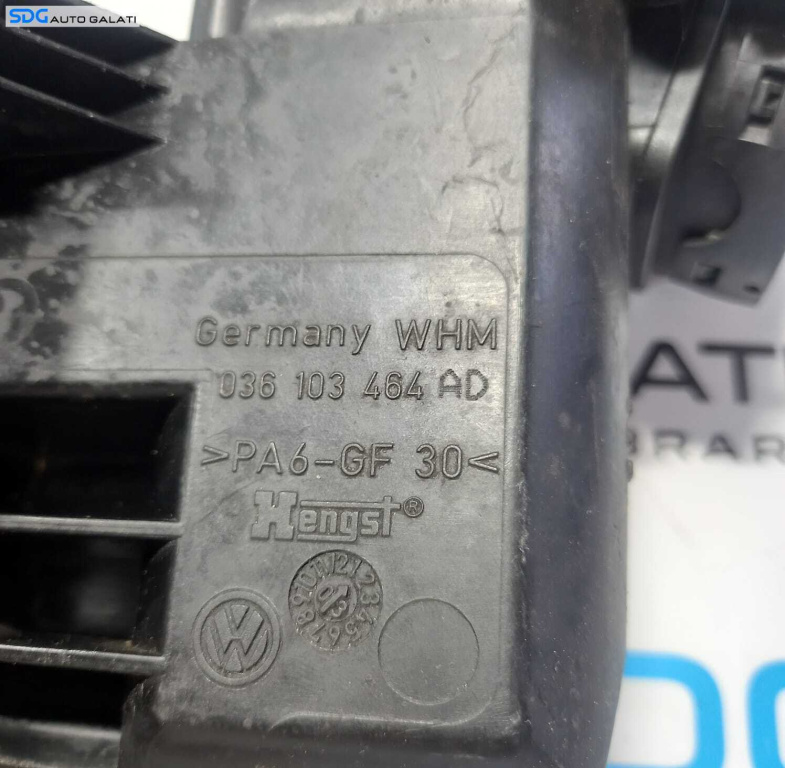 SDG AUTO GALATI
Germany WHM
036 103 464 AD
>PA6-GF 30<
Hengst®
VW